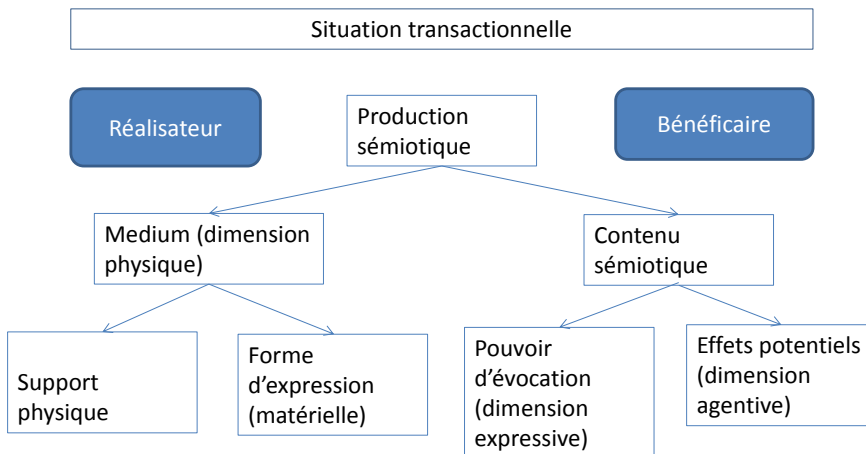 Situation transactionnelle
Réalisateur
Production
sémiotique
Bénéficaire
Medium (dimension
physique)
Contenu
sémiotique
Support
physique
Forme
d’expression
(matérielle)
Pouvoir
d’évocation
(dimension
expressive)
Effets potentiels
(dimension
agentive)